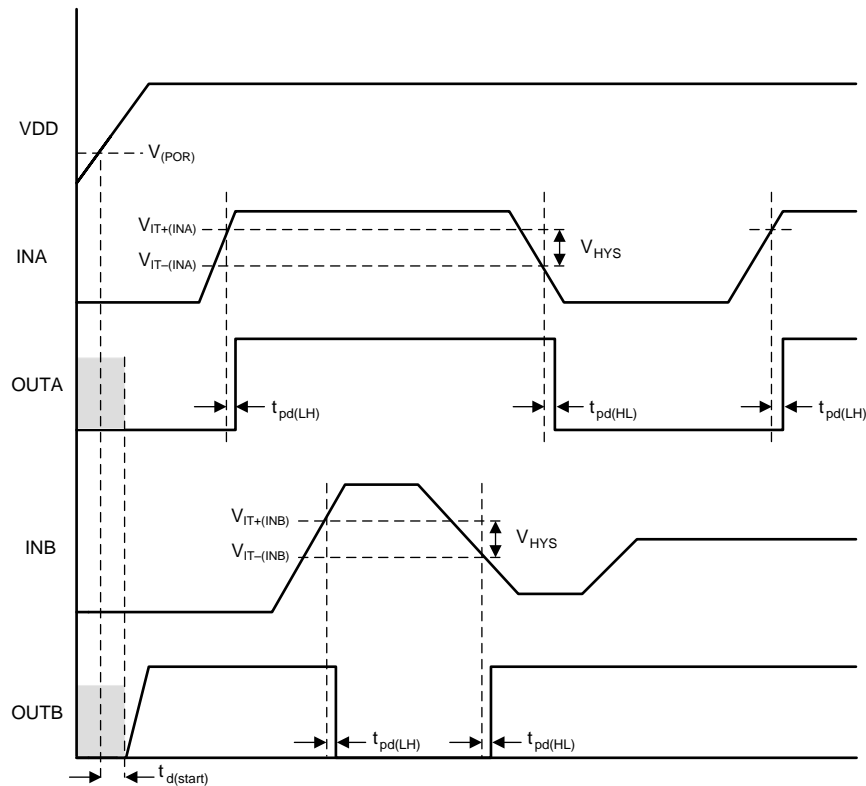 VDD
V(POR)
VIT+(INA)
INA
VIT–(INA)
VHYS
OUTA
tpd(LH)
tpd(HL)
tpd(LH)
VIT+(INB)
INB
VIT–(INB)
VHYS
OUTB
tpd(LH)
tpd(HL)
td(start)